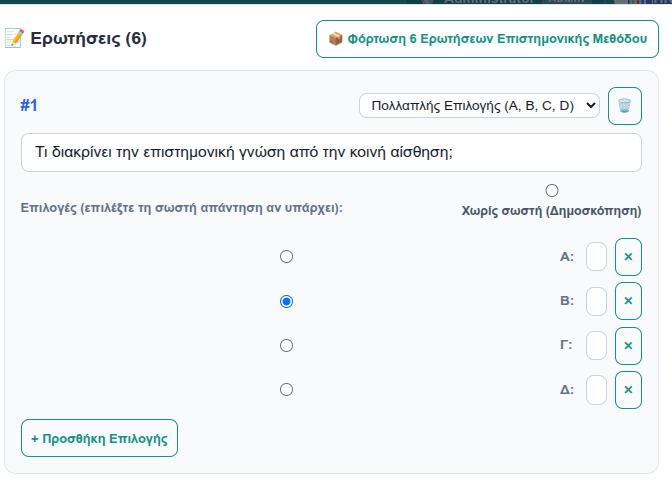 Ερωτήσεις (6)
Φόρτωση 6 Ερωτήσεων Επιστημονικής Μεθόδου
#1
Πολλαπλής Επιλογής (A, B, C, D)
Τι διακρίνει την επιστημονική γνώση από την κοινή αίσθηση;
Επιλογές (επιλέξτε τη σωστή απάντηση αν υπάρχει):
Χωρίς σωστή (Δημοσκόπηση)
Α: ×
Β: ×
Γ: ×
Δ: ×
+ Προσθήκη Επιλογής